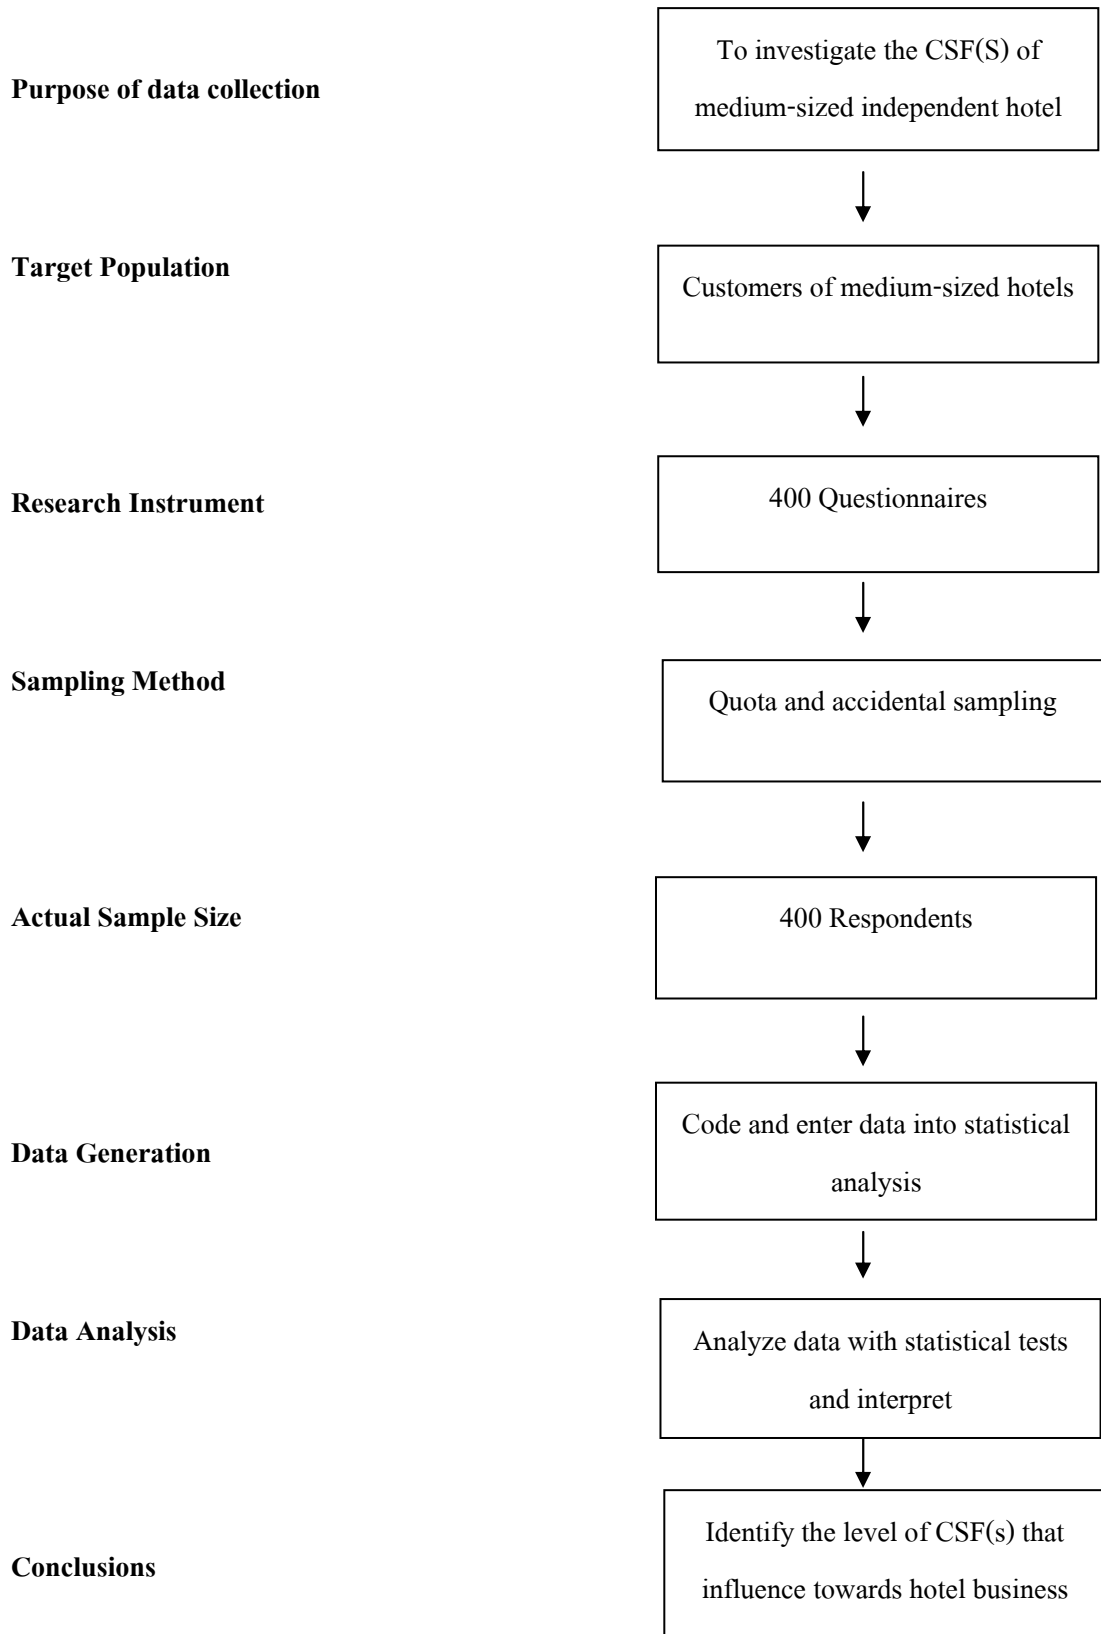 Purpose of data collection
To investigate the CSF(S) of
medium-sized independent hotel
Target Population
Customers of medium-sized hotels
Research Instrument
400 Questionnaires
Sampling Method
Quota and accidental sampling
Actual Sample Size
400 Respondents
Data Generation
Code and enter data into statistical
analysis
Data Analysis
Analyze data with statistical tests
and interpret
Conclusions
Identify the level of CSF(s) that
influence towards hotel business